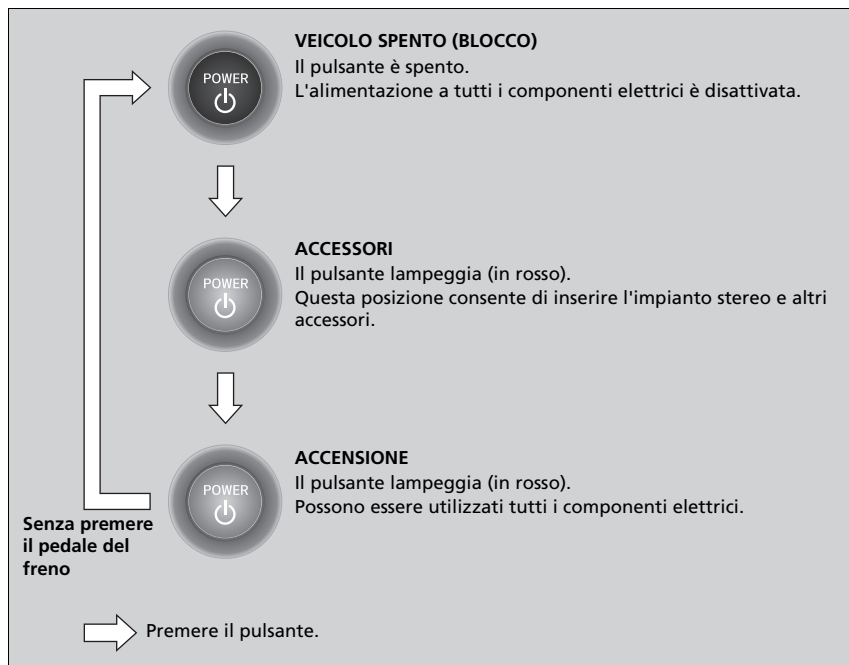 VEICOLO SPENTO (BLOCCO)
Il pulsante è spento.
L'alimentazione a tutti i componenti elettrici è disattivata.
POWER
ACCESSORI
Il pulsante lampeggia (in rosso).
Questa posizione consente di inserire l'impianto stereo e altri
accessori.
POWER
ACCENSIONE
Il pulsante lampeggia (in rosso).
Possono essere utilizzati tutti i componenti elettrici.
POWER
Senza premere
il pedale del
freno
Premere il pulsante.